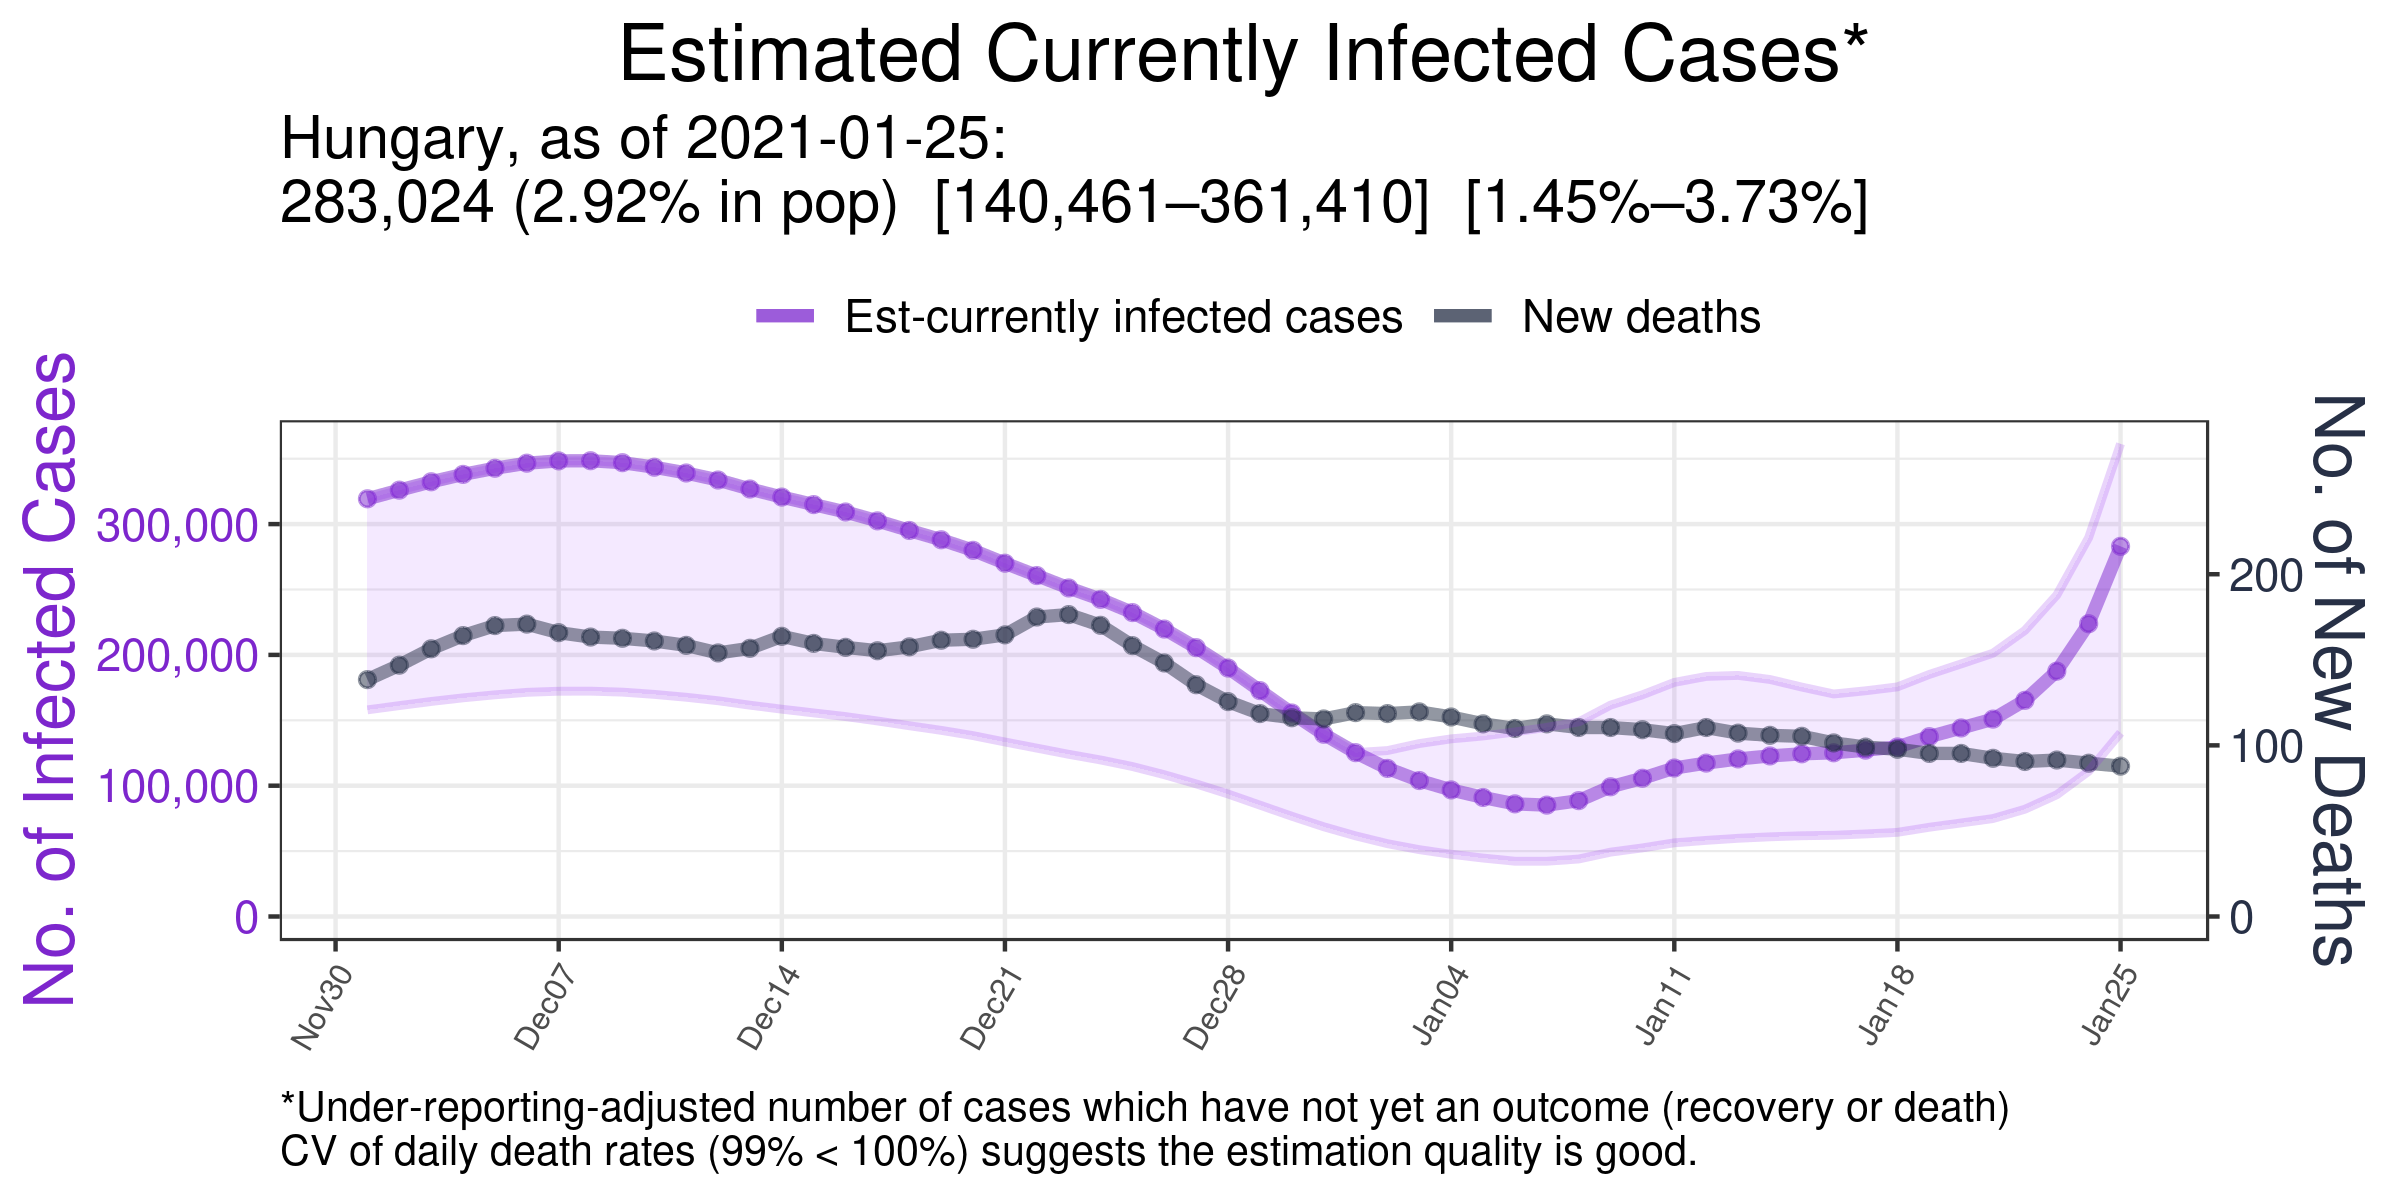 Estimated Currently Infected Cases*
Hungary, as of 2021-01-25:
283,024 (2.92% in pop) [140,461–361,410] [1.45%–3.73%]
Est-currently infected cases
New deaths
No. of Infected Cases
300,000
200,000
100,000
0
No. of New Deaths
200
100
0
Nov30
Dec07
Dec14
Dec21
Dec28
Jan04
Jan11
Jan18
Jan25
*Under-reporting-adjusted number of cases which have not yet an outcome (recovery or death)
CV of daily death rates (99% < 100%) suggests the estimation quality is good.